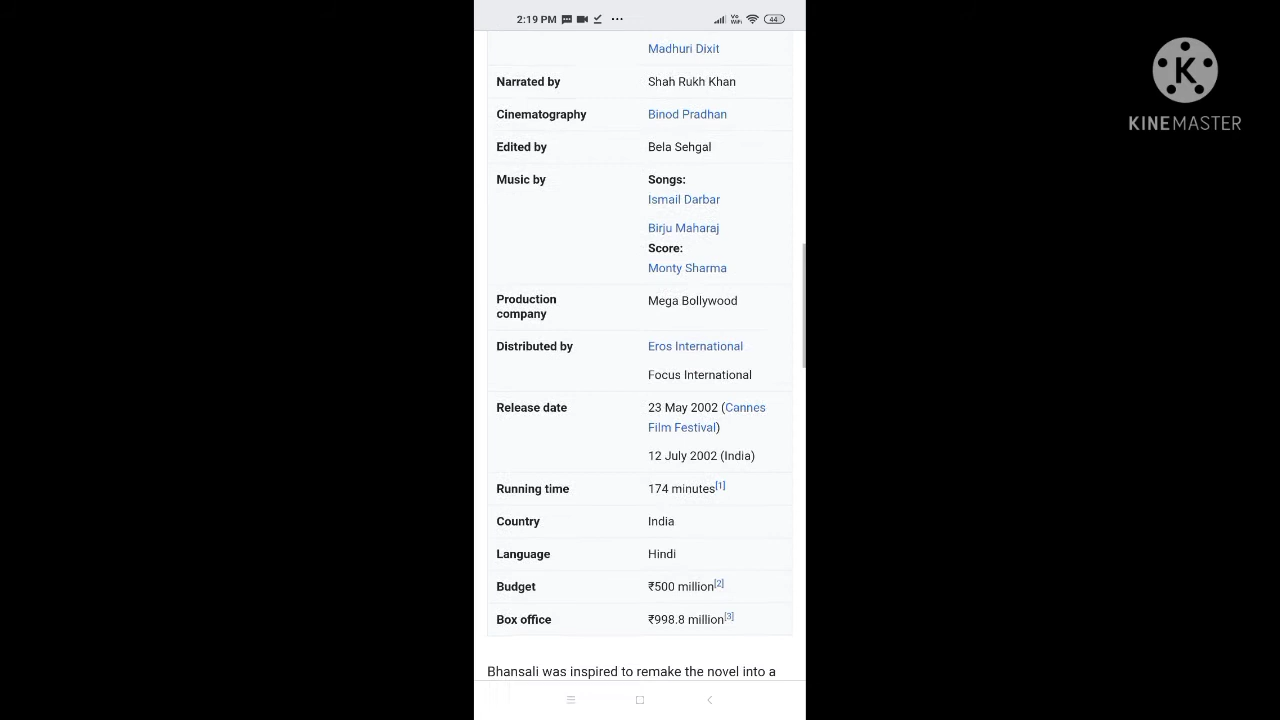 2:19 PM
Vo
WiFi
44
Madhuri Dixit
Narrated by Shah Rukh Khan
Cinematography Binod Pradhan
Edited by Bela Sehgal
Music by Songs:
Ismail Darbar
Birju Maharaj
Score:
Monty Sharma
Production company Mega Bollywood
Distributed by Eros International
Focus International
Release date 23 May 2002 (Cannes
Film Festival)
12 July 2002 (India)
Running time 174 minutes[1]
Country India
Language Hindi
Budget ₹500 million[2]
Box office ₹998.8 million[3]
Bhansali was inspired to remake the novel into a
K
KINEMASTER